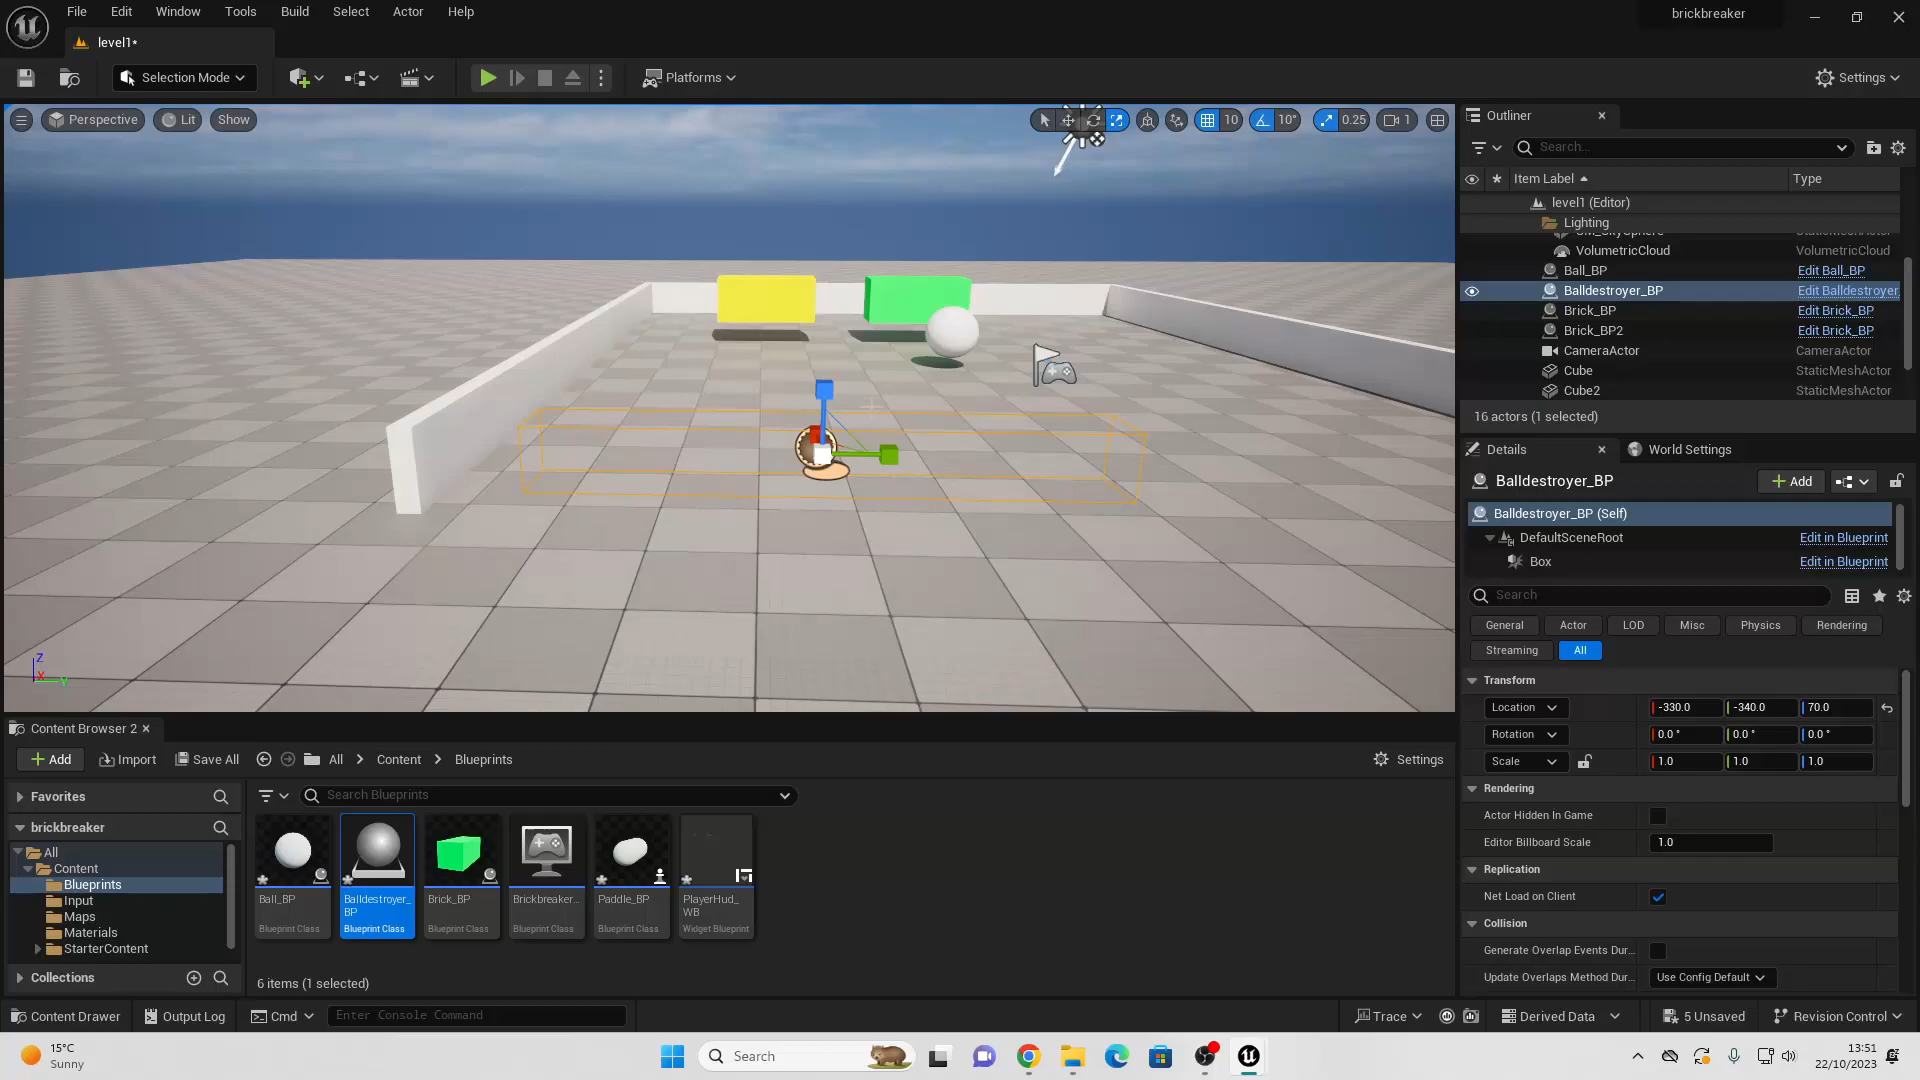 File Edit Window Tools Build Select Actor Help
brickbreaker
level1*
Selection Mode
Platforms
Settings
Perspective Lit Show
10 10° 0.25 1
Outliner
Search...
Item Label Type
level1 (Editor)
Lighting
SM_SkySphere StaticMeshActor
VolumetricCloud VolumetricCloud
Ball_BP Edit Ball_BP
Balldestroyer_BP Edit Balldestroyer
Brick_BP Edit Brick_BP
Brick_BP2 Edit Brick_BP
CameraActor CameraActor
Cube StaticMeshActor
Cube2 StaticMeshActor
16 actors (1 selected)
Details World Settings
Balldestroyer_BP Add
Balldestroyer_BP (Self)
DefaultSceneRoot Edit in Blueprint
Box Edit in Blueprint
Search
General Actor LOD Misc Physics Rendering
Streaming All
Transform
Location -330.0 -340.0 70.0
Rotation 0.0 ° 0.0 ° 0.0 °
Scale 1.0 1.0 1.0
Rendering
Actor Hidden In Game
Editor Billboard Scale 1.0
Replication
Net Load on Client
Collision
Generate Overlap Events Dur...
Update Overlaps Method Dur... Use Config Default
Z
X
Y
Content Browser 2
Add Import Save All All Content Blueprints Settings
Favorites
Search Blueprints
brickbreaker
All
Content
Blueprints
Input
Maps
Materials
StarterContent
Collections
Ball_BP
Blueprint Class
Balldestroyer_
BP
Blueprint Class
Brick_BP
Blueprint Class
Brickbreaker...
Blueprint Class
Paddle_BP
Blueprint Class
PlayerHud_
WB
Widget Blueprint
6 items (1 selected)
Content Drawer Output Log Cmd Enter Console Command Trace Derived Data 5 Unsaved Revision Control
15°C
Sunny
Search
13:51
22/10/2023